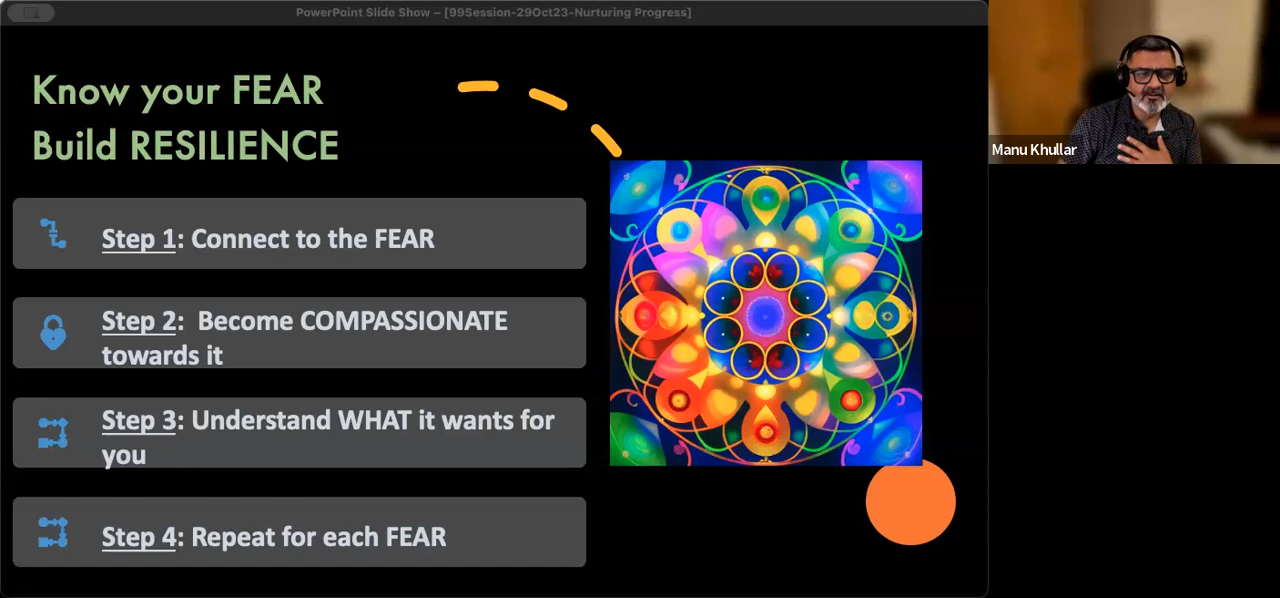 PowerPoint Slide Show – [99Session-29Oct23-Nurturing Progress]
Know your FEAR
Build RESILIENCE
Step 1: Connect to the FEAR
Step 2:  Become COMPASSIONATE
towards it
Step 3: Understand WHAT it wants for
you
Step 4: Repeat for each FEAR
Manu Khullar